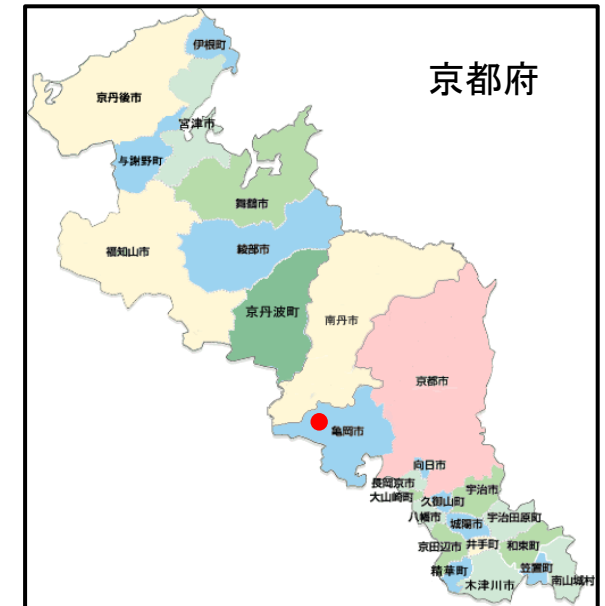 京都府
伊根町
京丹後市
宮津市
与謝野町
舞鶴市
綾部市
福知山市
京丹波町
南丹市
京都市
亀岡市
向日市
長岡京市
大山崎町
宇治市
久御山町
八幡市
宇治田原町
城陽市
京田辺市
井手町
和束町
精華町
笠置町
木津川市
南山城村